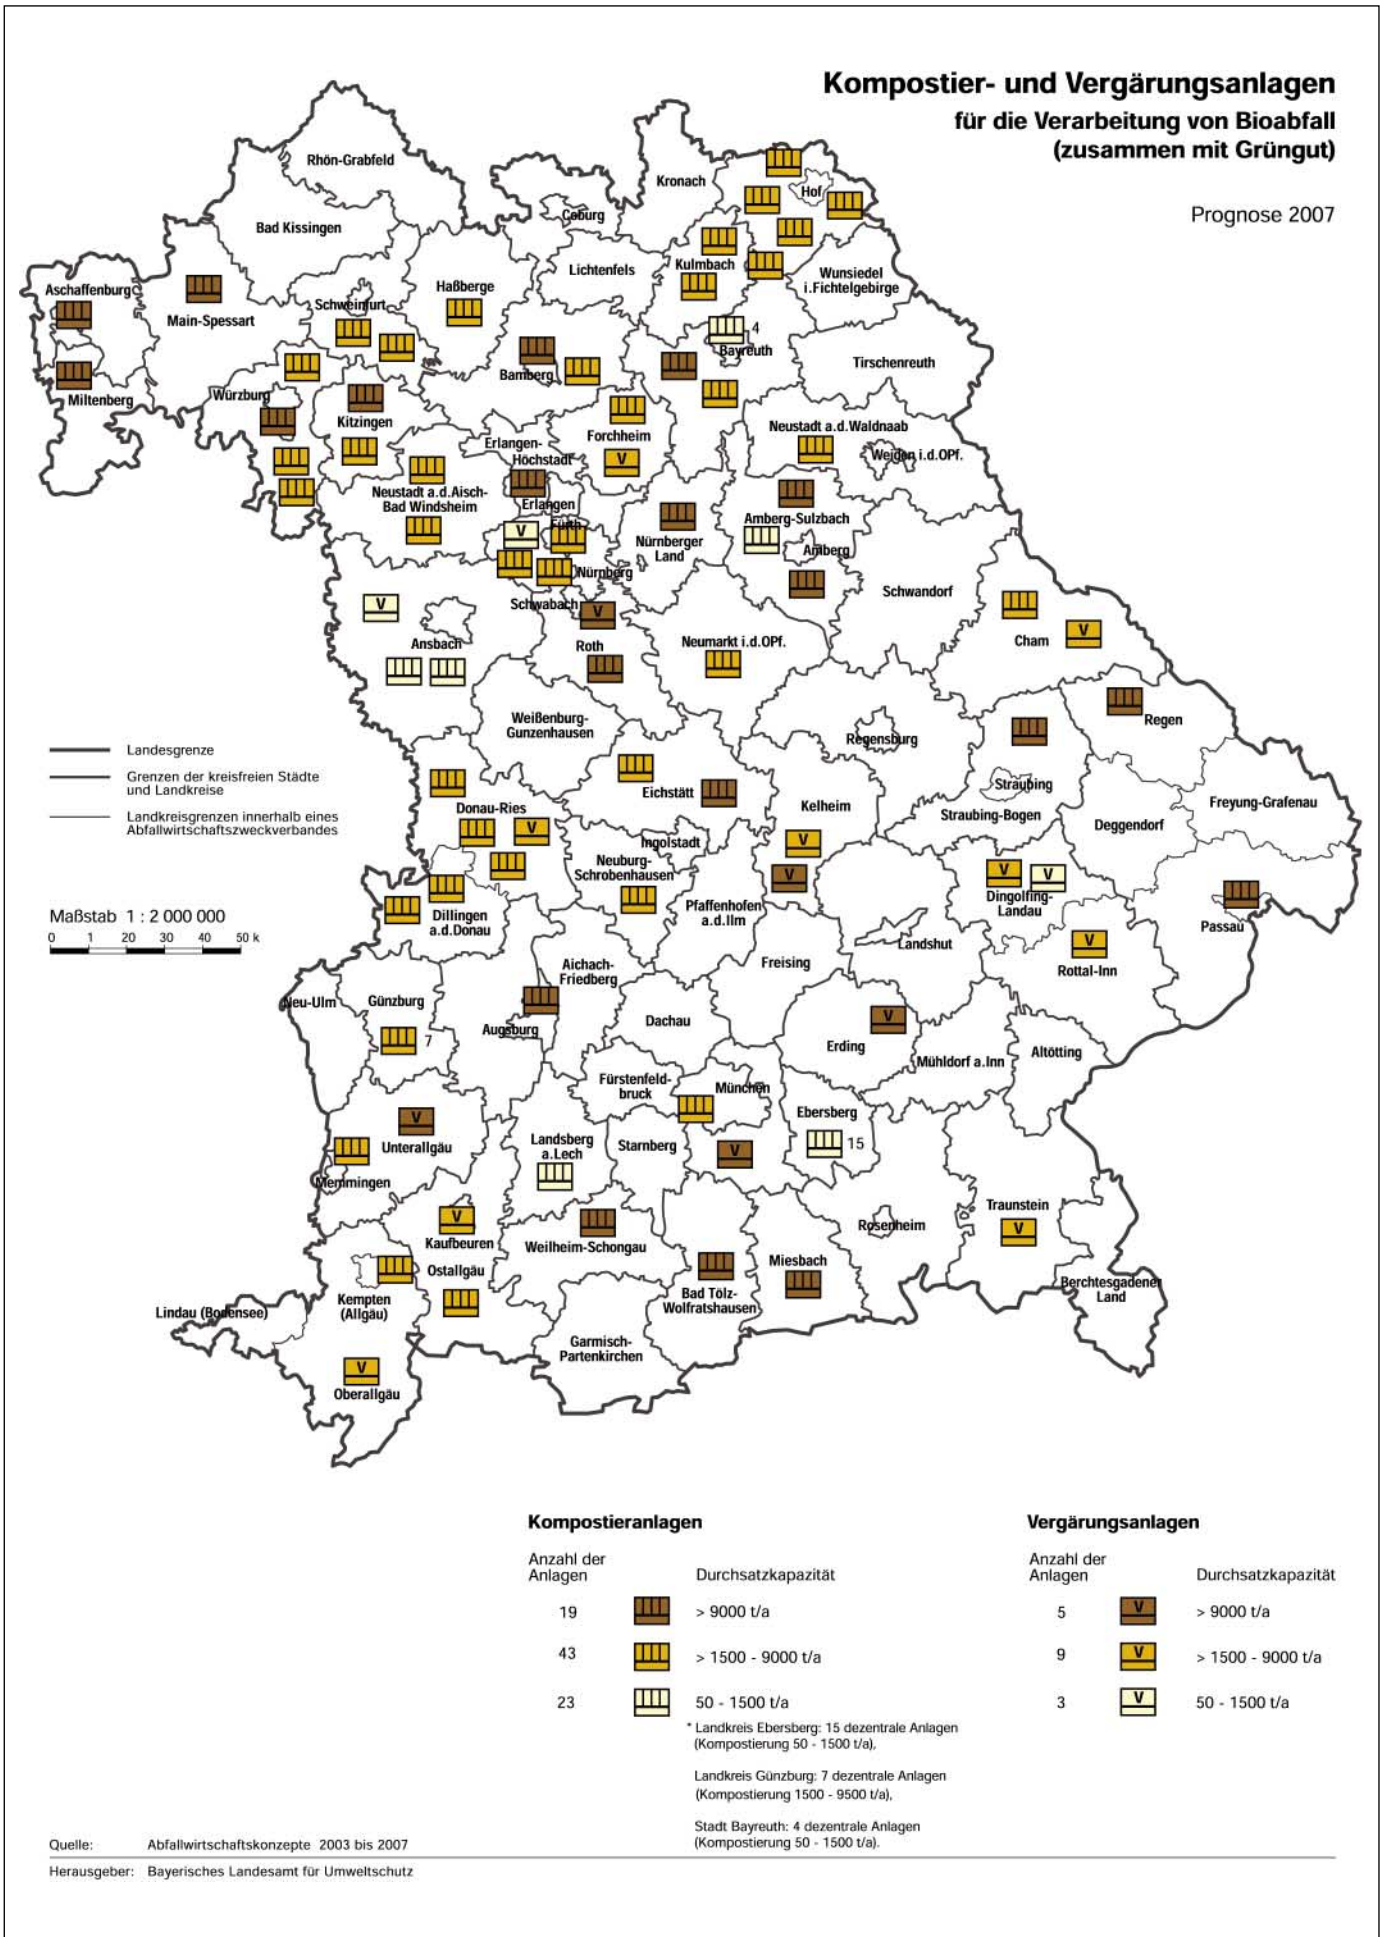 Kompostier- und Vergärungsanlagen
für die Verarbeitung von Bioabfall
(zusammen mit Grüngut)
Prognose 2007
Rhön-Grabfeld
Kronach
Hof
Coburg
Bad Kissingen
Lichtenfels
Kulmbach
Wunsiedel
i.Fichtelgebirge
Aschaffenburg
Haßberge
Schweinfurt
Main-Spessart
4
Bayreuth
Tirschenreuth
Bamberg
Miltenberg
Würzburg
Kitzingen
Forchheim
V
Neustadt a.d.Waldnaab
Weiden i.d.OPf.
Erlangen-
Höchstadt
Neustadt a.d.Aisch-
Bad Windsheim
Erlangen
Fürth
V
Nürnberger
Land
Amberg-Sulzbach
Amberg
Nürnberg
Schwandorf
Schwabach
V
V
Ansbach
Roth
Neumarkt i.d.OPf.
Cham
V
Weißenburg-
Gunzenhausen
Regensburg
Regen
Landesgrenze
Grenzen der kreisfreien Städte
und Landkreise
Landkreisgrenzen innerhalb eines
Abfallwirtschaftszweckverbandes
Eichstätt
Kelheim
Straubing
Straubing-Bogen
Deggendorf
Freyung-Grafenau
Donau-Ries
V
Ingolstadt
V
V
Neuburg-
Schrobenhausen
Pfaffenhofen
a.d.Ilm
V
V
Dingolfing-
Landau
Passau
Maßstab 1 : 2 000 000
0 1 20 30 40 50 k
Dillingen
a.d.Donau
Landshut
V
Rottal-Inn
Aichach-
Friedberg
Freising
Neu-Ulm
Günzburg
7
Augsburg
Dachau
V
Erding
Mühldorf a.Inn
Altötting
Fürstenfeld-
bruck
München
Ebersberg
15
V
Unterallgäu
Memmingen
Landsberg
a.Lech
Starnberg
V
V
Kaufbeuren
Weilheim-Schongau
Rosenheim
Traunstein
V
Ostallgäu
Miesbach
Berchtesgadener
Land
Kempten
(Allgäu)
Bad Tölz-
Wolfratshausen
Lindau (Bodensee)
Garmisch-
Partenkirchen
V
Oberallgäu
Kompostieranlagen
Anzahl der
Anlagen
Durchsatzkapazität
19 > 9000 t/a
43 > 1500 - 9000 t/a
23 50 - 1500 t/a
* Landkreis Ebersberg: 15 dezentrale Anlagen
(Kompostierung 50 - 1500 t/a),
Landkreis Günzburg: 7 dezentrale Anlagen
(Kompostierung 1500 - 9500 t/a),
Stadt Bayreuth: 4 dezentrale Anlagen
(Kompostierung 50 - 1500 t/a).
Vergärungsanlagen
Anzahl der
Anlagen
Durchsatzkapazität
5 V > 9000 t/a
9 V > 1500 - 9000 t/a
3 V 50 - 1500 t/a
Quelle: Abfallwirtschaftskonzepte 2003 bis 2007
Herausgeber: Bayerisches Landesamt für Umweltschutz